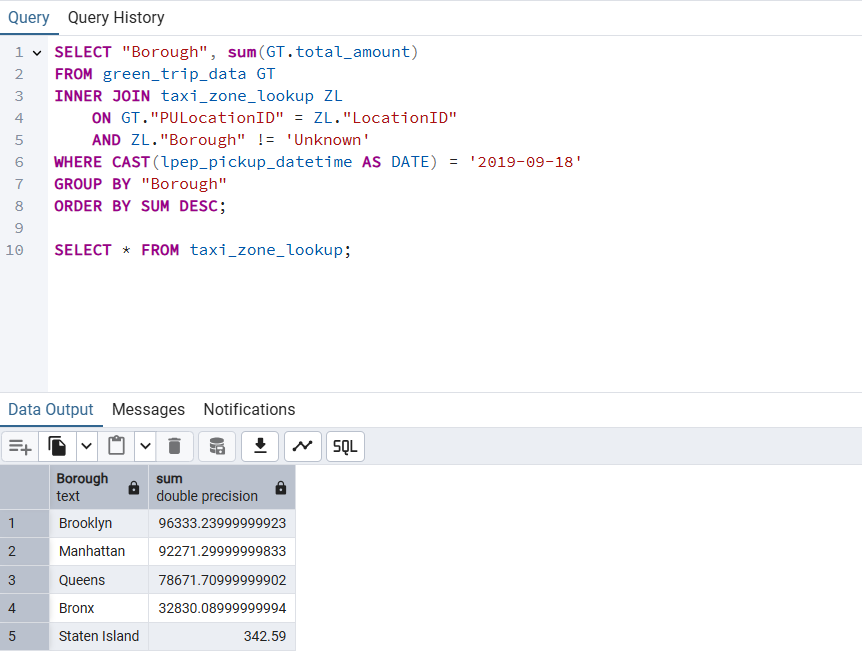 Query Query History
1 SELECT "Borough", sum(GT.total_amount)
2 FROM green_trip_data GT
3 INNER JOIN taxi_zone_lookup ZL
4 ON GT."PULocationID" = ZL."LocationID"
5 AND ZL."Borough" != 'Unknown'
6 WHERE CAST(lpep_pickup_datetime AS DATE) = '2019-09-18'
7 GROUP BY "Borough"
8 ORDER BY SUM DESC;
9
10 SELECT * FROM taxi_zone_lookup;
Data Output Messages Notifications
SQL
Borough sum
text double precision
1 Brooklyn 96333.23999999923
2 Manhattan 92271.29999999833
3 Queens 78671.70999999902
4 Bronx 32830.08999999994
5 Staten Island 342.59